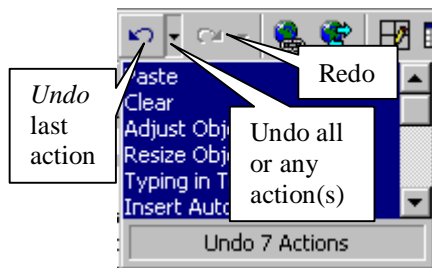 Undo
last
action
Redo
Undo all
or any
action(s)
Paste
Clear
Adjust Obj
Resize Obj
Typing in T
Insert Auto
Undo 7 Actions